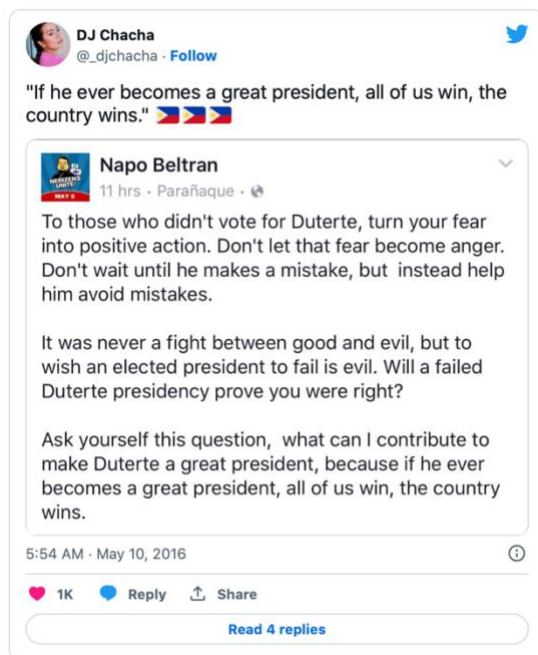 DJ Chacha
@_djchacha · Follow
"If he ever becomes a great president, all of us win, the
country wins." 🇵🇭🇵🇭🇵🇭
Napo Beltran
11 hrs · Parañaque ·
NETIZENS
UNITE
MAY 8
To those who didn't vote for Duterte, turn your fear
into positive action. Don't let that fear become anger.
Don't wait until he makes a mistake, but instead help
him avoid mistakes.
It was never a fight between good and evil, but to
wish an elected president to fail is evil. Will a failed
Duterte presidency prove you were right?
Ask yourself this question, what can I contribute to
make Duterte a great president, because if he ever
becomes a great president, all of us win, the country
wins.
5:54 AM · May 10, 2016
1K Reply Share
Read 4 replies